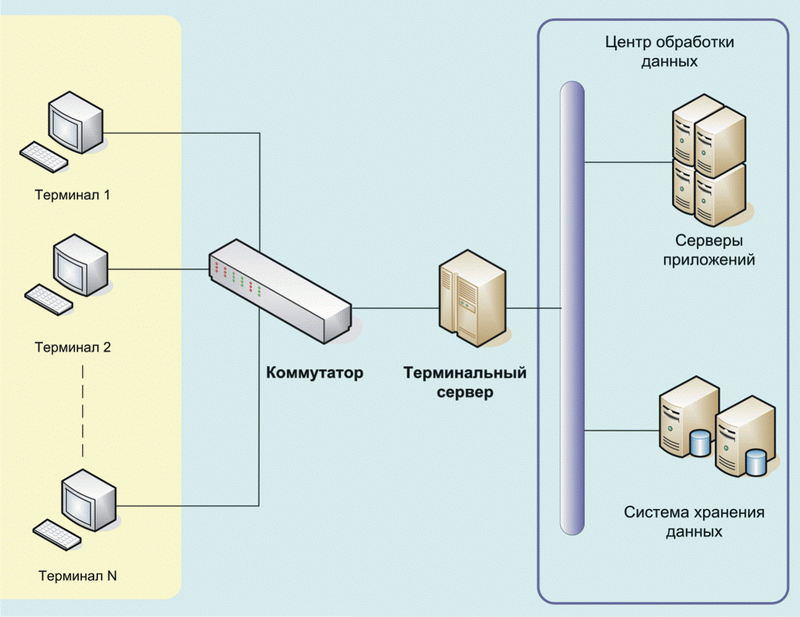 Центр обработки
данных
Терминал 1
Серверы
приложений
Терминал 2
Коммутатор
Терминальный
сервер
Система хранения
данных
Терминал N